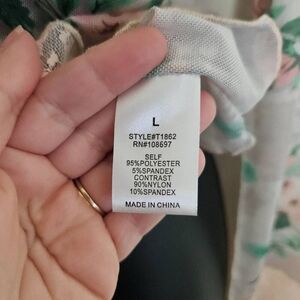 L
STYLE#T1862
RN#108697
SELF
95%POLYESTER
5%SPANDEX
CONTRAST
90%NYLON
10%SPANDEX
MADE IN CHINA